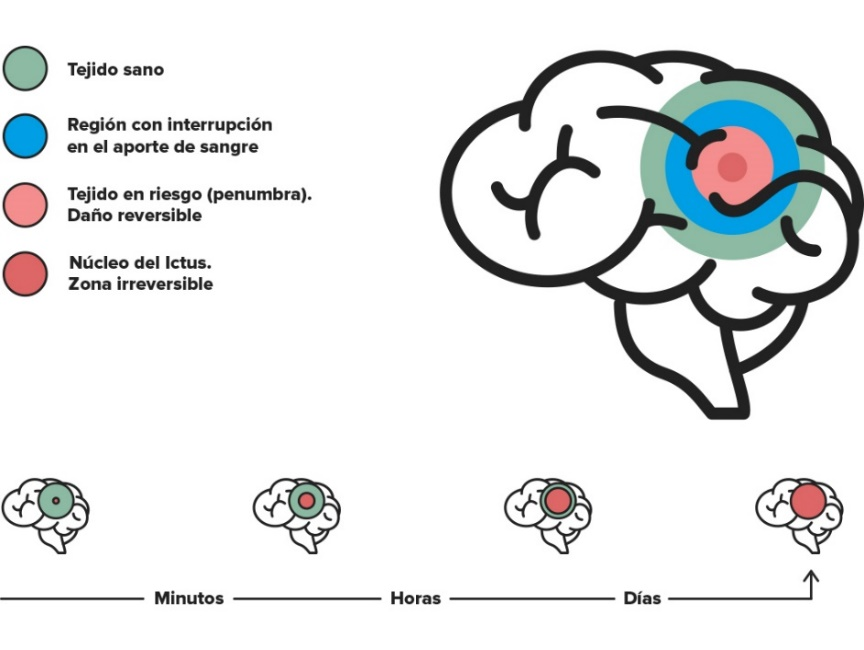 Tejido sano
Región con interrupción
en el aporte de sangre
Tejido en riesgo (penumbra).
Daño reversible
Núcleo del Ictus.
Zona irreversible
Minutos
Horas
Días